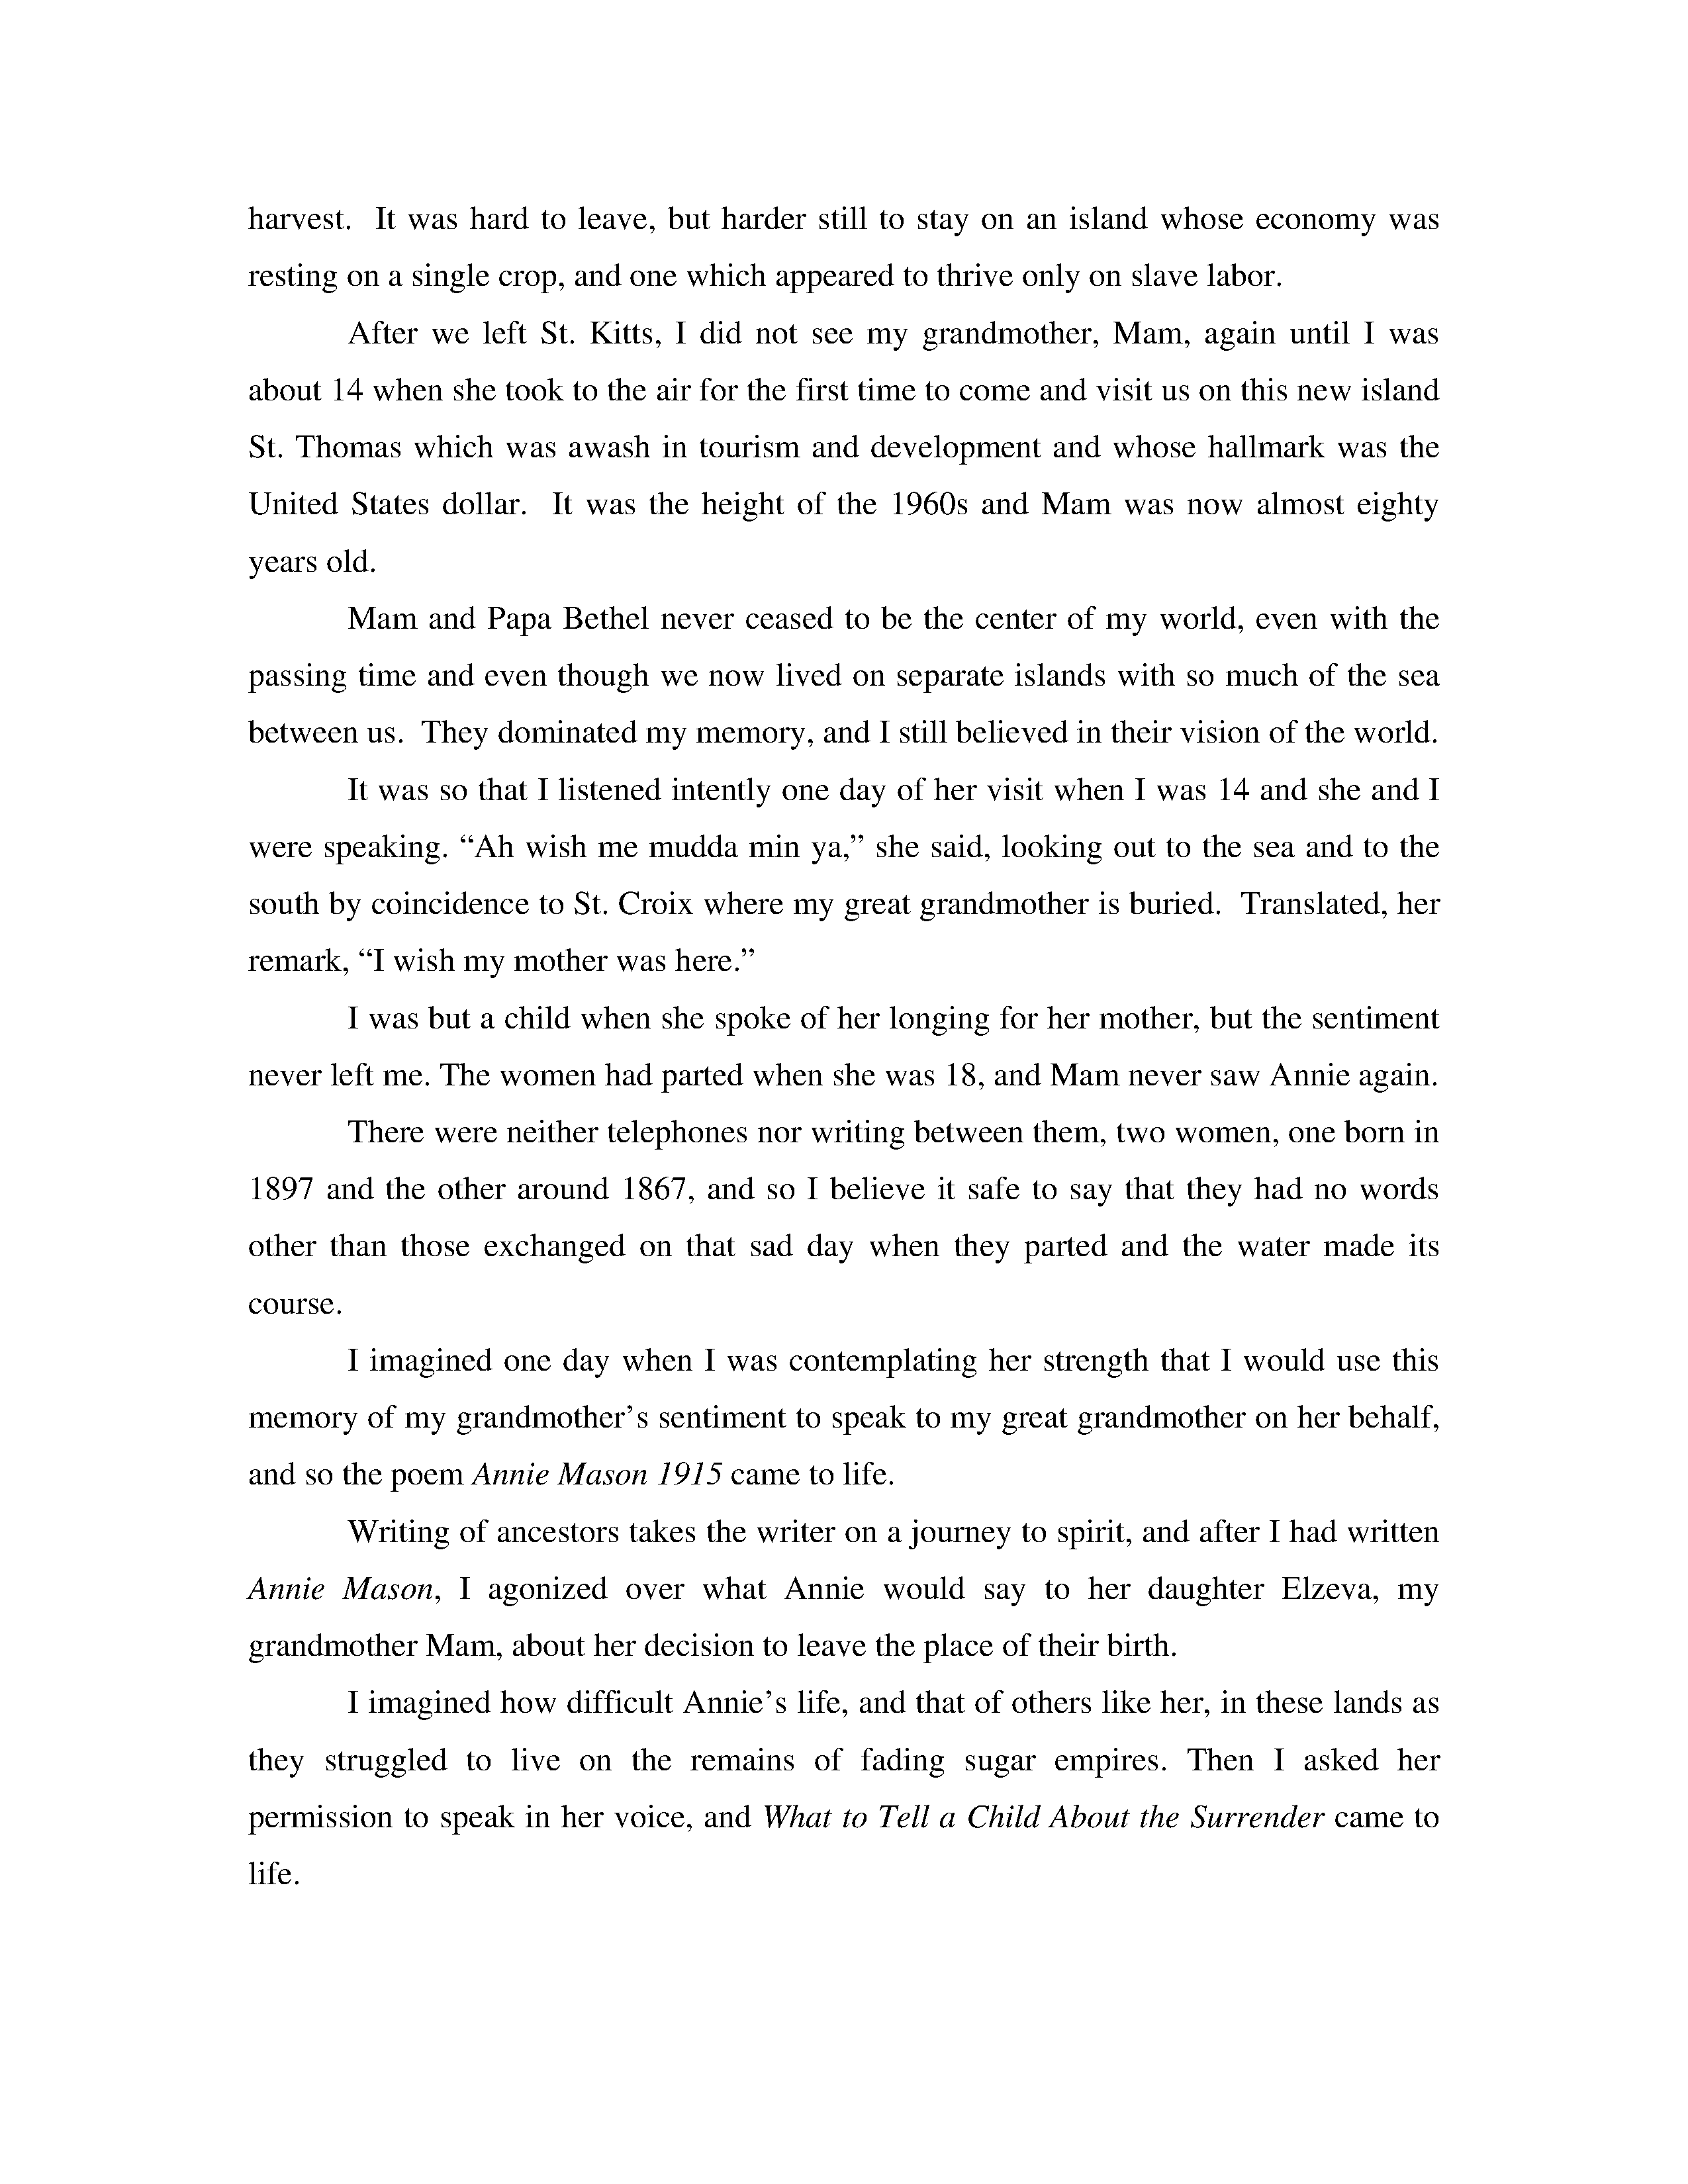 harvest.  It was hard to leave, but harder still to stay on an island whose economy was
resting on a single crop, and one which appeared to thrive only on slave labor.
After we left St. Kitts, I did not see my grandmother, Mam, again until I was
about 14 when she took to the air for the first time to come and visit us on this new island
St. Thomas which was awash in tourism and development and whose hallmark was the
United States dollar.  It was the height of the 1960s and Mam was now almost eighty
years old.
Mam and Papa Bethel never ceased to be the center of my world, even with the
passing time and even though we now lived on separate islands with so much of the sea
between us.  They dominated my memory, and I still believed in their vision of the world.
It was so that I listened intently one day of her visit when I was 14 and she and I
were speaking. “Ah wish me mudda min ya,” she said, looking out to the sea and to the
south by coincidence to St. Croix where my great grandmother is buried.  Translated, her
remark, “I wish my mother was here.”
I was but a child when she spoke of her longing for her mother, but the sentiment
never left me. The women had parted when she was 18, and Mam never saw Annie again.
There were neither telephones nor writing between them, two women, one born in
1897 and the other around 1867, and so I believe it safe to say that they had no words
other than those exchanged on that sad day when they parted and the water made its
course.
I imagined one day when I was contemplating her strength that I would use this
memory of my grandmother’s sentiment to speak to my great grandmother on her behalf,
and so the poem Annie Mason 1915 came to life.
Writing of ancestors takes the writer on a journey to spirit, and after I had written
Annie Mason, I agonized over what Annie would say to her daughter Elzeva, my
grandmother Mam, about her decision to leave the place of their birth.
I imagined how difficult Annie’s life, and that of others like her, in these lands as
they struggled to live on the remains of fading sugar empires. Then I asked her
permission to speak in her voice, and What to Tell a Child About the Surrender came to
life.